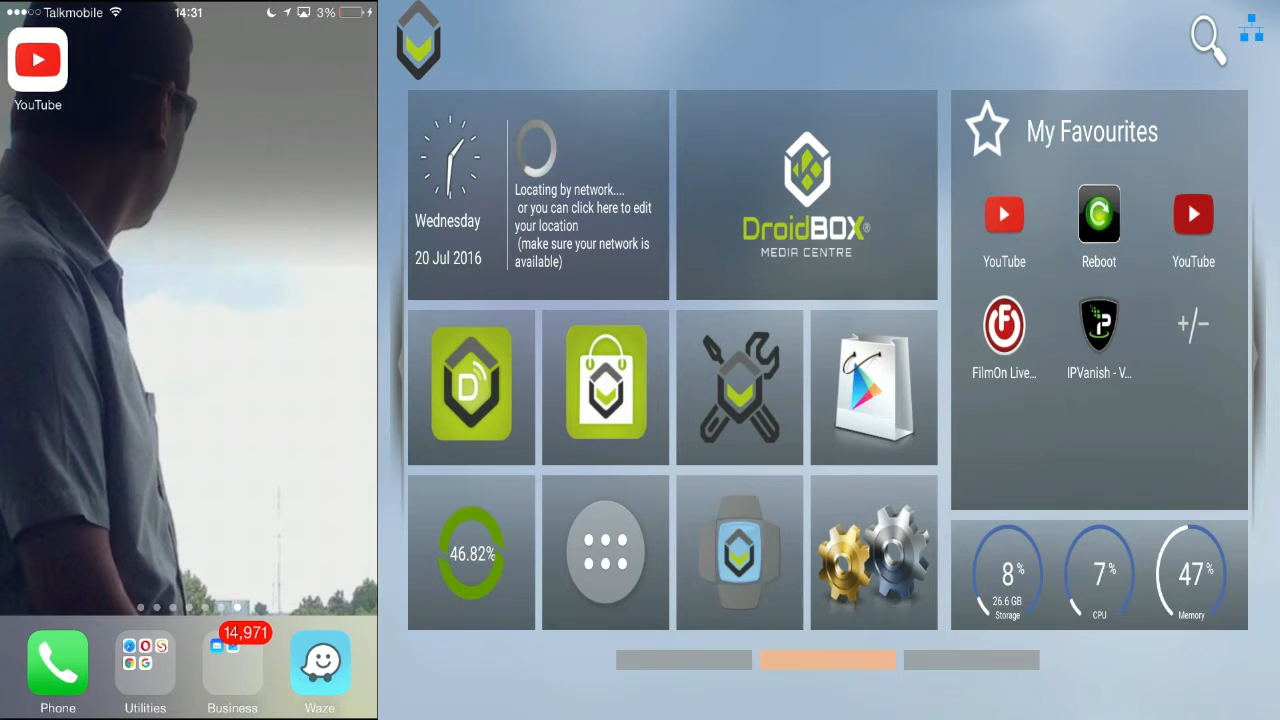 Talkmobile 14:31 3%
YouTube
14,971
Phone Utilities Business Waze
Wednesday
20 Jul 2016
Locating by network....
or you can click here to edit
your location
(make sure your network is
available)
DroidBOX®
MEDIA CENTRE
D
46.82%
My Favourites
YouTube Reboot YouTube
FilmOn Live... IPVanish - V...
+/-
8% 7% 47%
26.6 GB
Storage CPU Memory